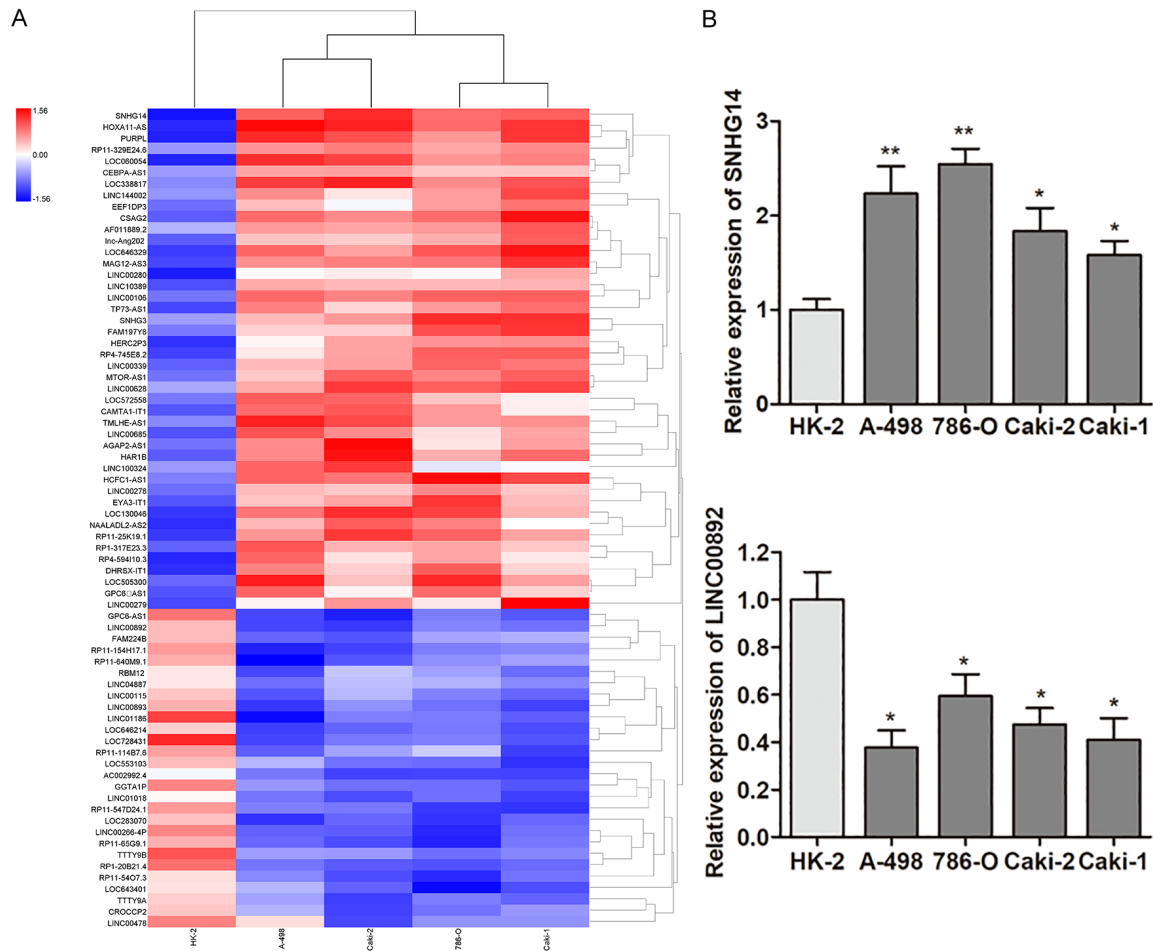 A
1.56
0.00
-1.56
SNHG14
HOXA11-AS
PURPL
RP11-329E24.6
LOC060054
CEBPA-AS1
LOC338817
LINC144002
EEF1DP3
CSAG2
AF011889.2
lnc-Ang202
LOC646329
MAG12-AS3
LINC00280
LINC10389
LINC00106
TP73-AS1
SNHG3
FAM197Y8
HERC2P3
RP4-745E8.2
LINC00339
MTOR-AS1
LINC00628
LOC572558
CAMTA1-IT1
TMLHE-AS1
LINC00685
AGAP2-AS1
HAR1B
LINC100324
HCFC1-AS1
LINC00278
EYA3-IT1
LOC130046
NAALADL2-AS2
RP11-25K19.1
RP1-317E23.3
RP4-594I10.3
DHRSX-IT1
LOC505300
GPC6□AS1
LINC00279
GPC6-AS1
LINC00892
FAM224B
RP11-154H17.1
RP11-640M9.1
RBM12
LINC04887
LINC00115
LINC00893
LINC01186
LOC646214
LOC728431
RP11-114B7.6
LOC553103
AC002992.4
GGTA1P
LINC01018
RP11-547D24.1
LOC283070
LINC00266-4P
RP11-65G9.1
TTTY9B
RP1-20B21.4
RP11-54O7.3
LOC643401
TTTY9A
CROCCP2
LINC00478
HK-2
A-498
Caki-2
786-O
Caki-1
B
Relative expression of SNHG14
3
2
1
0
**
**
*
*
HK-2 A-498 786-O Caki-2 Caki-1
Relative expression of LINC00892
1.2
1.0
0.8
0.6
0.4
0.2
0.0
*
*
*
*
HK-2 A-498 786-O Caki-2 Caki-1